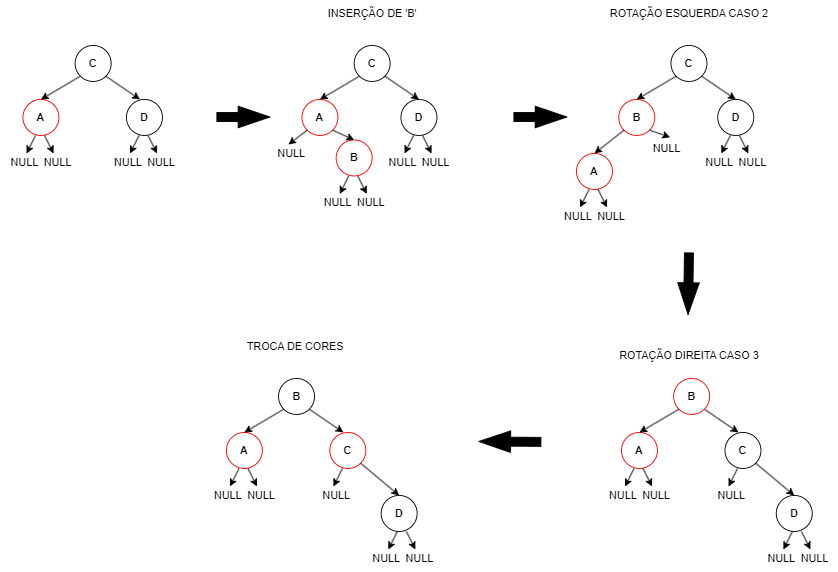 INSERÇÃO DE 'B'
ROTAÇÃO ESQUERDA CASO 2
C
A
D
NULL NULL
NULL NULL
C
A
D
NULL
B
NULL NULL
NULL NULL
C
B
D
NULL
A
NULL NULL
NULL NULL
TROCA DE CORES
ROTAÇÃO DIREITA CASO 3
B
A
C
NULL NULL
NULL
D
NULL NULL
B
A
C
NULL NULL
NULL
D
NULL NULL